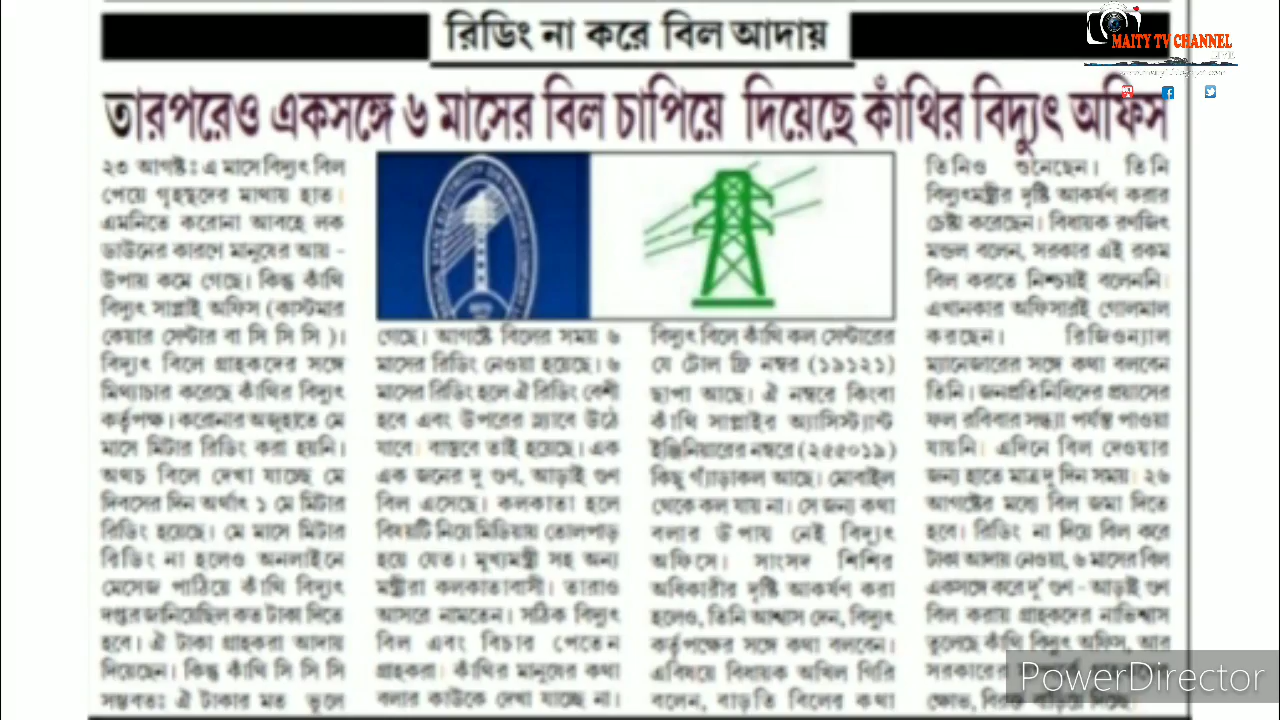 রিডিং না করে বিল আদায়
MAITY TV CHANNEL
তারপরেও একসঙ্গে ৬ মাসের বিল চাপিয়ে দিয়েছে কাঁথির বিদ্যুৎ অফিস
২৩ আগষ্ট : এ মাসে বিদ্যুৎ বিল
পেয়ে গৃহস্থদের মাথায় হাত।
এমনিতে করোনা আবহে লক
ডাউনের কারণে মানুষের আয় -
উপায় কমে গেছে। কিন্তু কাঁথি
বিদ্যুৎ সাপ্লাই অফিস (কাস্টমার
কেয়ার সেন্টার বা সি সি সি )।
বিদ্যুৎ বিলে গ্রাহকদের সঙ্গে
মিথ্যাচার করেছে কাঁথির বিদ্যুৎ
কর্তৃপক্ষ। করোনার অজুহাতে মে
মাসে মিটার রিডিং করা হয়নি।
অথচ বিলে দেখা যাচ্ছে মে
দিবসের দিন অর্থাৎ ১ মে মিটার
রিডিং হয়েছে। মে মাসে মিটার
রিডিং না হলেও অনলাইনে
মেসেজ পাঠিয়ে কাঁথি বিদ্যুৎ
দপ্তর জানিয়েছিল কত টাকা দিতে
হবে। ঐ টাকা গ্রাহকরা আদায়
দিয়েছেন। কিন্তু কাঁথি সি সি সি
সম্ভবত: ঐ টাকার মত ভুলে
গেছে। আগষ্টে বিলের সময় ৬
মাসের রিডিং নেওয়া হয়েছে। ৬
মাসের রিডিং হলে ঐ রিডিং বেশী
হবে এবং উপরের স্ল্যাবে উঠে
যাবে। বাস্তবে তাই হয়েছে। এক
এক জনের দু গুণ, আড়াই গুণ
বিল এসেছে। কলকাতা হলে
বিষয়টি নিয়ে মিডিয়ায় তোলপাড়
হয়ে যেত। মুখ্যমন্ত্রী সহ অন্য
মন্ত্রীরা কলকাতাবাসী। তারাও
আসরে নামতেন। সঠিক বিদ্যুৎ
বিল এবং বিচার পেতেন
গ্রাহকরা। কাঁথির মানুষের কথা
বলার কাউকে দেখা যাচ্ছে না।
বিদ্যুৎ বিলে কাঁথি কল সেন্টারের
যে টোল ফ্রি নম্বর (১৯১২১)
ছাপা আছে। ঐ নম্বরে কিংবা
কাঁথি সাপ্লাইর অ্যাসিস্ট্যান্ট
ইঞ্জিনিয়ারের নম্বরে (২৫৫০১৯)
কিছু গ্যাঁড়াকল আছে। মোবাইল
থেকে কল যায় না। সে জন্য কথা
বলার উপায় নেই বিদ্যুৎ
অফিসে। সাংসদ শিশির
অধিকারীর দৃষ্টি আকর্ষণ করা
হলেও, তিনি আশ্বাস দেন, বিদ্যুৎ
কর্তৃপক্ষের সঙ্গে কথা বলবেন।
এবিষয়ে বিধায়ক অখিল গিরি
বলেন, বাড়তি বিলের কথা
তিনিও শুনেছেন। তিনি
বিদ্যুৎমন্ত্রীর দৃষ্টি আকর্ষণ করার
চেষ্টা করেছেন। বিধায়ক রণজিৎ
মন্ডল বলেন, সরকার এই রকম
বিল করতে নিশ্চয়ই বলেননি।
এখানকার অফিসারই গোলমাল
করছেন। রিজিওন্যাল
ম্যানেজারের সঙ্গে কথা বলবেন
তিনি। জনপ্রতিনিধিদের প্রয়াসের
ফল রবিবার সন্ধ্যা পর্যন্ত পাওয়া
যায়নি। এদিনে বিল দেওয়ার
জন্য হাতে মাত্র দু দিন সময়। ২৬
আগষ্টের মধ্যে বিল জমা দিতে
হবে। রিডিং না দিয়ে বিল করে
টাকা আদায় নেওয়া, ৬ মাসের বিল
একসঙ্গে করে দু' গুণ - আড়াই গুণ
বিল করায় গ্রাহকদের নাভিশ্বাস
তুলেছে কাঁথি বিদ্যুৎ অফিস, আর
সরকারের
ক্ষোভ,
PowerDirector